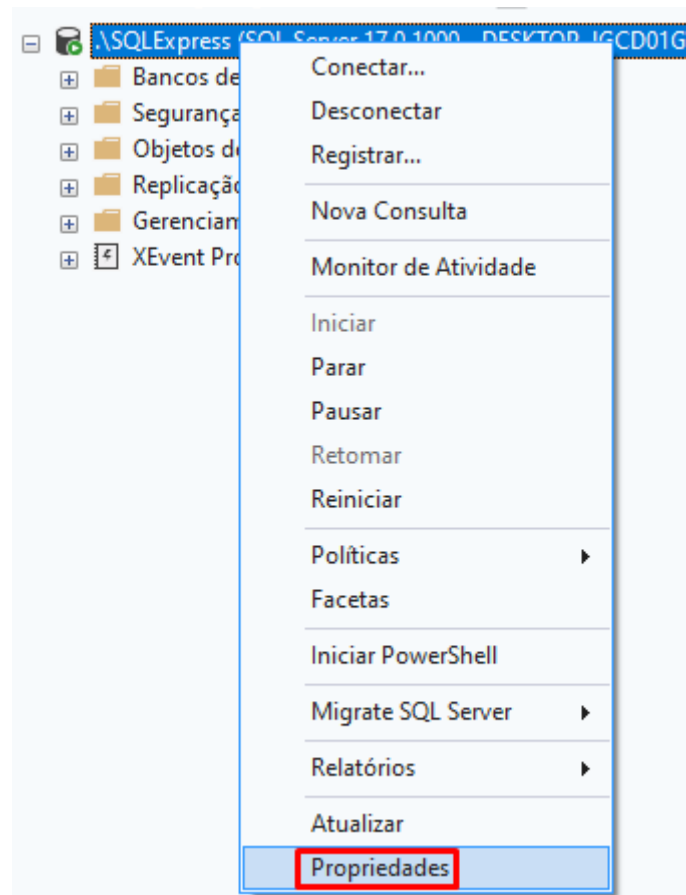 .\SQLExpress (SQL Server 17.0.1000 - DESKTOP-JGCD01G
Bancos de
Segurança
Objetos de
Replicação
Gerenciam
XEvent Pro
Conectar...
Desconectar
Registrar...
Nova Consulta
Monitor de Atividade
Iniciar
Parar
Pausar
Retomar
Reiniciar
Políticas
Facetas
Iniciar PowerShell
Migrate SQL Server
Relatórios
Atualizar
Propriedades